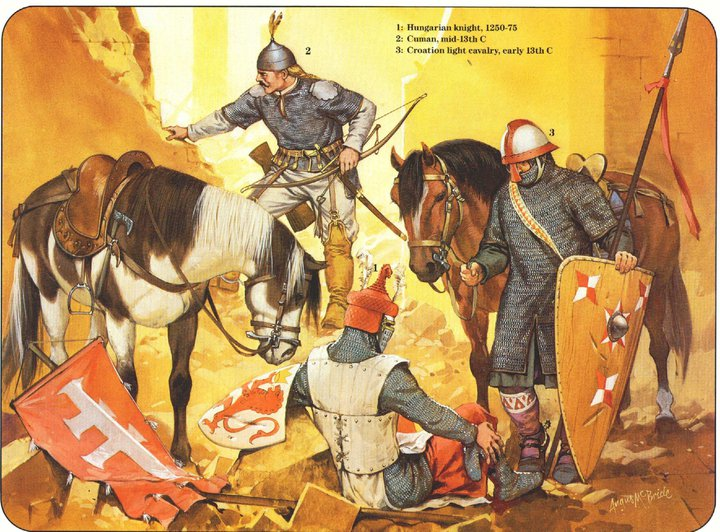 1: Hungarian knight, 1250-75
2: Cuman, mid-13th C
3: Croation light cavalry, early 13th C
2
3
Angus McBride